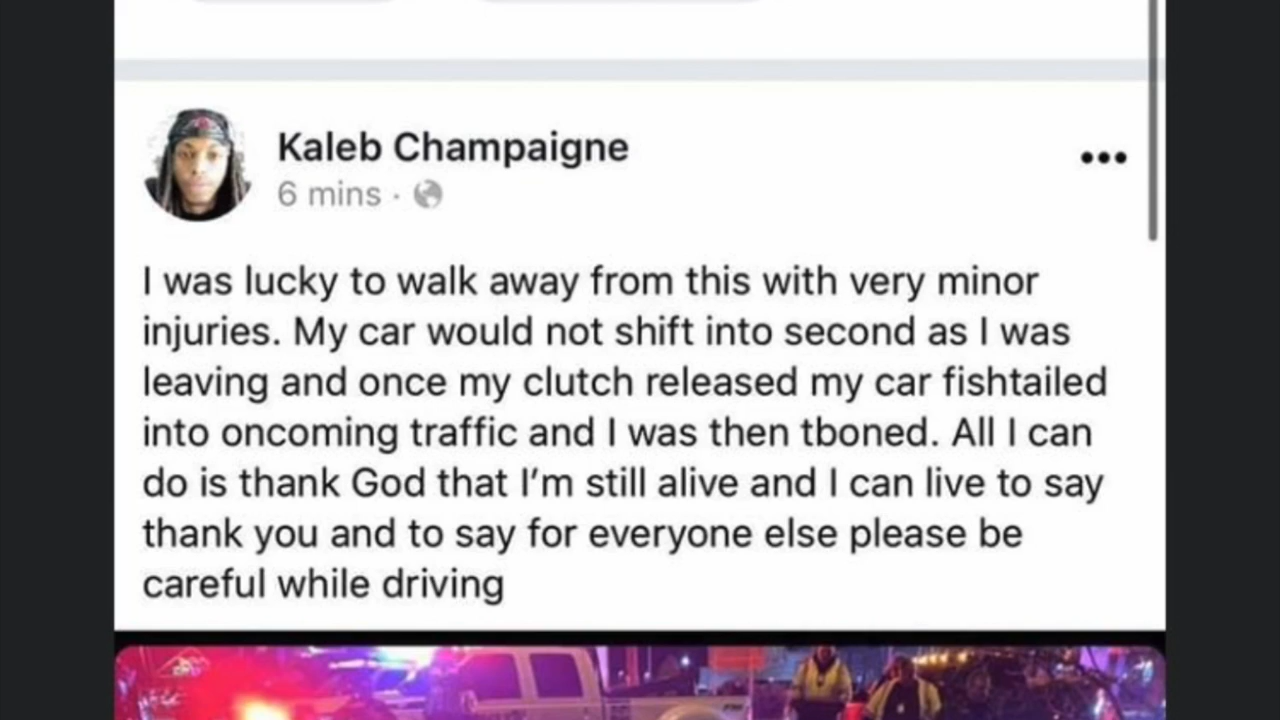 Kaleb Champaigne
6 mins ·
I was lucky to walk away from this with very minor
injuries. My car would not shift into second as I was
leaving and once my clutch released my car fishtailed
into oncoming traffic and I was then tboned. All I can
do is thank God that I’m still alive and I can live to say
thank you and to say for everyone else please be
careful while driving